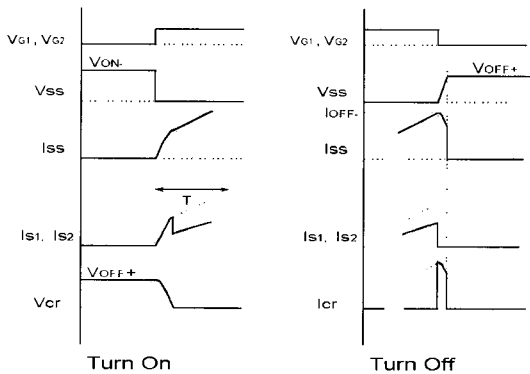 VG1, VG2
VON-
Vss
Iss
T
Is1, Is2
VOFF+
Vcr
Turn On
VG1, VG2
VOFF+
Vss
IOFF-
Iss
Is1, Is2
Icr
Turn Off